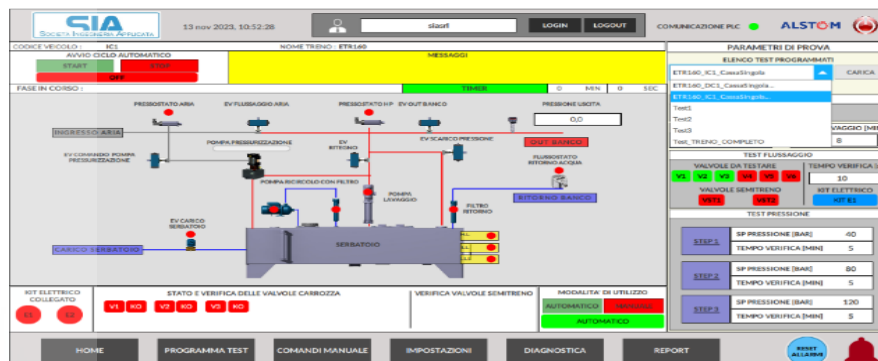 SIA
SOCIETÀ INGEGNERIA APPLICATA
13 nov 2023, 10:52:28
siasrl
LOGIN
LOGOUT
COMUNICAZIONE PLC
ALSTOM
CODICE VEICOLO : IC1
NOME TRENO : ETR160
AVVIO CICLO AUTOMATICO
START
STOP
OFF
MESSAGGI
FASE IN CORSO :
TIMER
0 MIN 0 SEC
PARAMETRI DI PROVA
ELENCO TEST PROGRAMMATI
ETR160_IC1_CassaSingola
CARICA
ETR160_DC1_CassaSingola...
ETR160_IC1_CassaSingola...
Test1
Test2
Test3
Test_TRENO_COMPLETO
VAGGIO [MIN
8
PRESSOSTATO ARIA
EV FLUSSAGGIO ARIA
PRESSOSTATO HP
EV OUT BANCO
PRESSIONE USCITA
0,0
INGRESSO ARIA
POMPA PRESSURIZZAZIONE
EV RITORNO
EV SCARICO PRESSIONE
OUT BANCO
EV COMANDO POMPA
PRESSURIZZAZIONE
FLUSSOSTATO
RITORNO ACQUA
POMPA RICIRCOLO CON FILTRO
POMPA
LAVAGGIO
RITORNO BANCO
FILTRO
RITORNO
EV CARICO
SERBATOIO
CARICO SERBATOIO
SERBATOIO
TEST FLUSSAGGIO
VALVOLE DA TESTARE
TEMPO VERIFICA
V1 V2 V3 V4 V5 V6
10
VALVOLE SEMITRENO
KIT ELETTRICO
VST1 VST2
KIT E1
TEST PRESSIONE
STEP 1
SP PRESSIONE [BAR] 40
TEMPO VERIFICA [MIN] 5
STEP 2
SP PRESSIONE [BAR] 80
TEMPO VERIFICA [MIN] 5
STEP 3
SP PRESSIONE [BAR] 120
TEMPO VERIFICA [MIN] 5
KIT ELETTRICO
COLLEGATO
E1 E2
STATO E VERIFICA DELLE VALVOLE CARROZZA
V1 KO V2 KO V3 KO
VERIFICA VALVOLE SEMITRENO
MODALITA' DI UTILIZZO
AUTOMATICO
MANUALE
AUTOMATICO
HOME
PROGRAMMA TEST
COMANDI MANUALE
IMPOSTAZIONI
DIAGNOSTICA
REPORT
RESET
ALLARMI